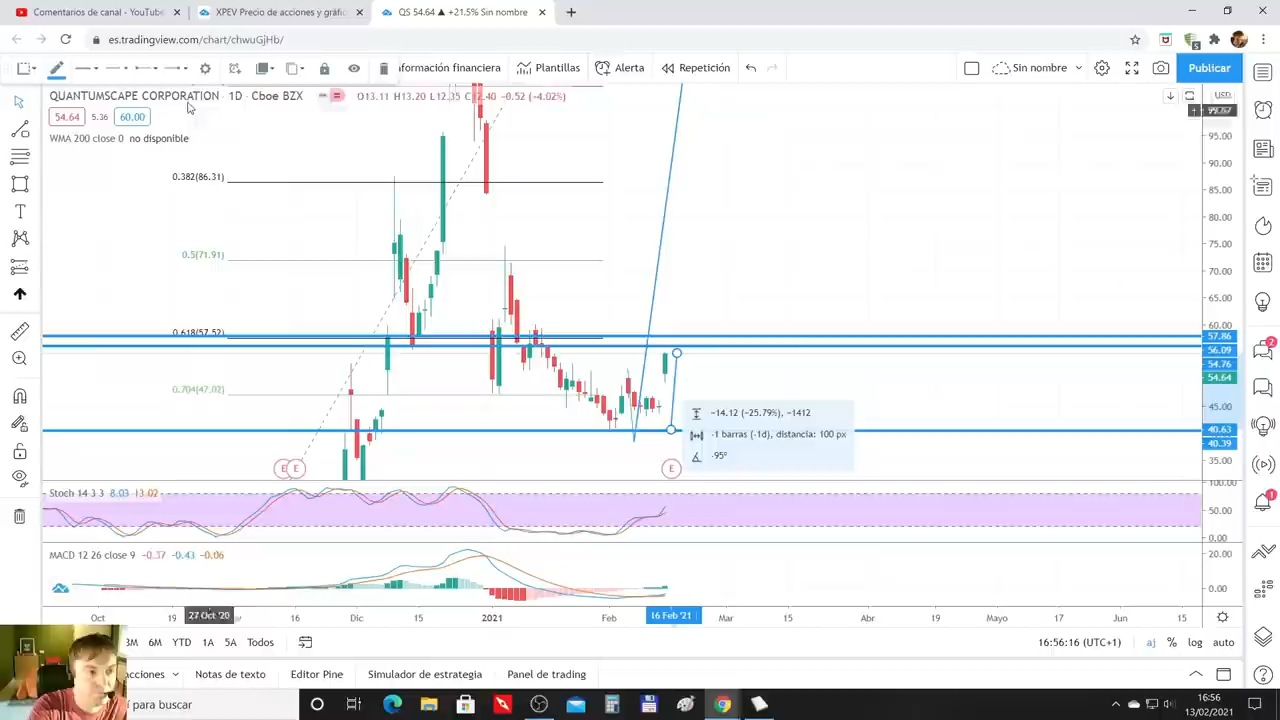 Comentarios de canal - Youtub
XPEV Precio de acciones y gráfic
QS 54.64 ▲ +21.5% Sin nombre
es.tradingview.com/chart/chwuGjHb/
nformación financiera
Plantillas
Alerta
Repetición
Sin nombre
Publicar
QUANTUMSCAPE CORPORATION · 1D · Cboe BZX
O13.11 H13.20 L12.35 C12.40 -0.52 (-4.02%)
USD
54.64 5.36 60.00
WMA 200 close 0 no disponible
99.67
95.00
90.00
0.382(86.31)
85.00
80.00
0.5(71.91)
75.00
70.00
65.00
60.00
0.618(57.52)
57.86
56.09
54.76
54.64
0.704(47.02)
45.00
−14.12 (−25.79%), −1412
-1 barras (-1d), distancia: 100 px
-95°
40.63
40.39
35.00
E E E
Stoch 14 3 3 8.03 13.02
100.00
50.00
0.00
MACD 12 26 close 9 −0.37 −0.43 −0.06
20.00
0.00
Oct 19 27 Oct '20 16 Dic 15 2021 Feb 16 Feb '21 Mar 15 Abr 19 Mayo Jun 15
3M 6M YTD 1A 5A Todos
16:56:16 (UTC+1)
aj % log auto
cciones
Notas de texto
Editor Pine
Simulador de estrategia
Panel de trading
í para buscar
16:56
13/02/2021